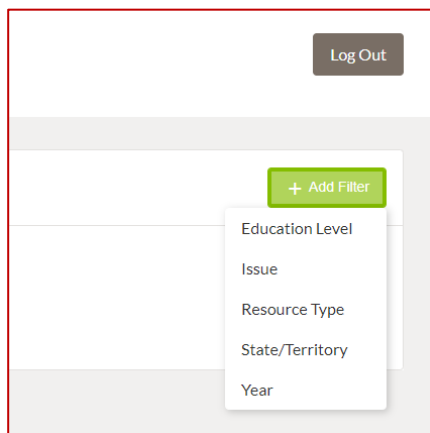 Log Out
+ Add Filter
Education Level
Issue
Resource Type
State/Territory
Year